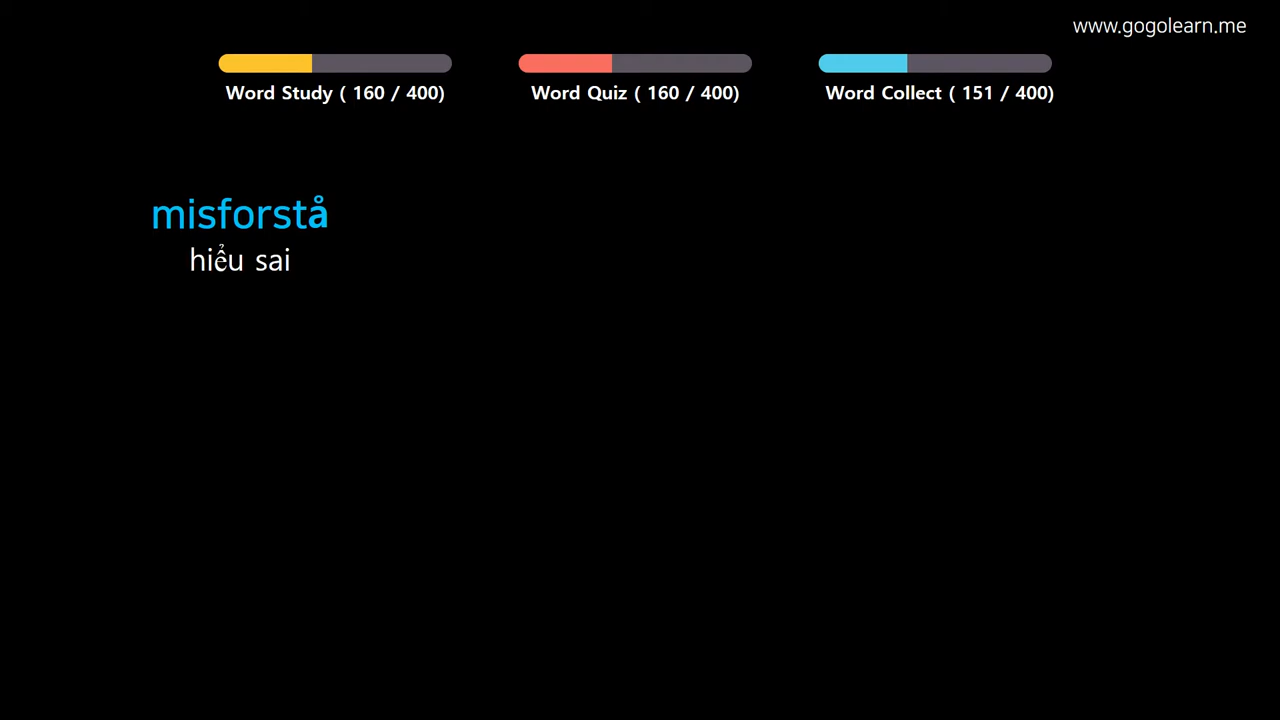 www.gogolearn.me
Word Study ( 160 / 400)
Word Quiz ( 160 / 400)
Word Collect ( 151 / 400)
misforstå
hiểu sai